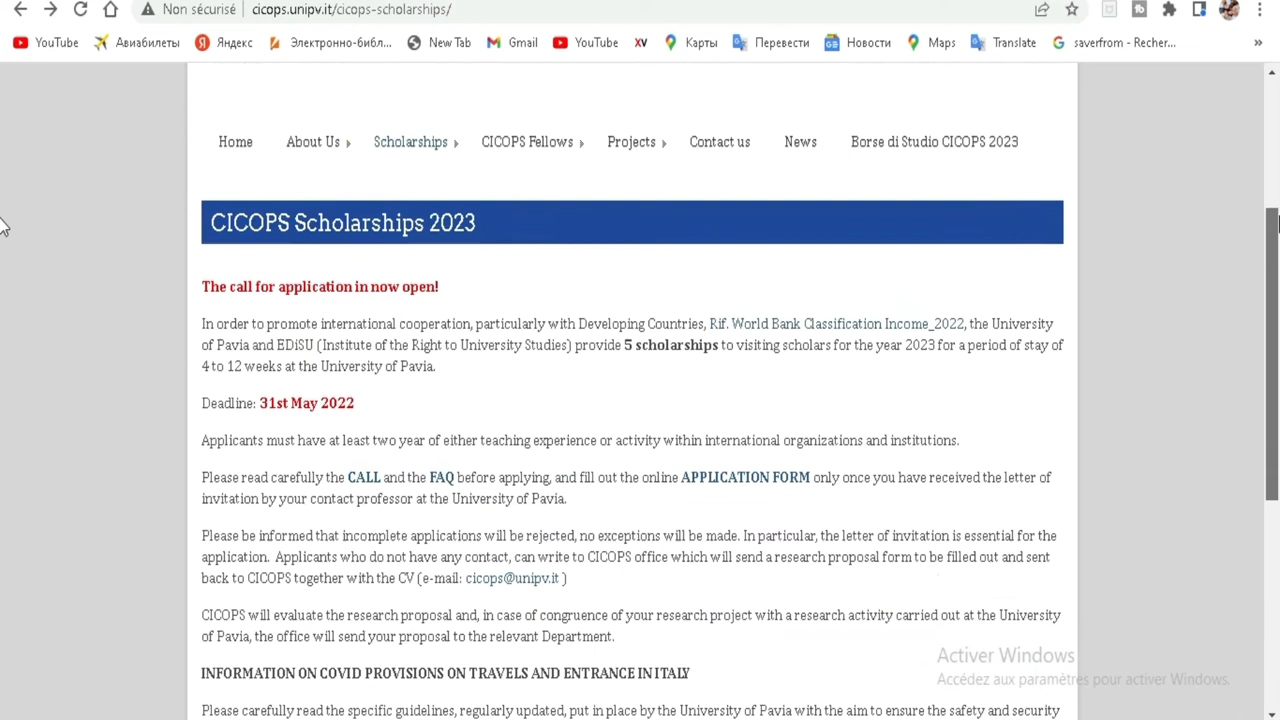 Non sécurisé cicops.unipv.it/cicops-scholarships/
YouTube Авиабилеты Яндекс Электронно-библ... New Tab Gmail YouTube XV Карты Перевести Новости Maps Translate saverfrom - Recher... »
Home About Us Scholarships CICOPS Fellows Projects Contact us News Borse di Studio CICOPS 2023
CICOPS Scholarships 2023
The call for application in now open!
In order to promote international cooperation, particularly with Developing Countries, Rif. World Bank Classification Income_2022, the University
of Pavia and EDiSU (Institute of the Right to University Studies) provide 5 scholarships to visiting scholars for the year 2023 for a period of stay of
4 to 12 weeks at the University of Pavia.
Deadline: 31st May 2022
Applicants must have at least two year of either teaching experience or activity within international organizations and institutions.
Please read carefully the CALL and the FAQ before applying, and fill out the online APPLICATION FORM only once you have received the letter of
invitation by your contact professor at the University of Pavia.
Please be informed that incomplete applications will be rejected, no exceptions will be made. In particular, the letter of invitation is essential for the
application. Applicants who do not have any contact, can write to CICOPS office which will send a research proposal form to be filled out and sent
back to CICOPS together with the CV (e-mail: cicops@unipv.it )
CICOPS will evaluate the research proposal and, in case of congruence of your research project with a research activity carried out at the University
of Pavia, the office will send your proposal to the relevant Department.
Activer Windows
INFORMATION ON COVID PROVISIONS ON TRAVELS AND ENTRANCE IN ITALY
Accédez aux paramètres pour activer Windows.
Please carefully read the specific guidelines, regularly updated, put in place by the University of Pavia with the aim to ensure the safety and security